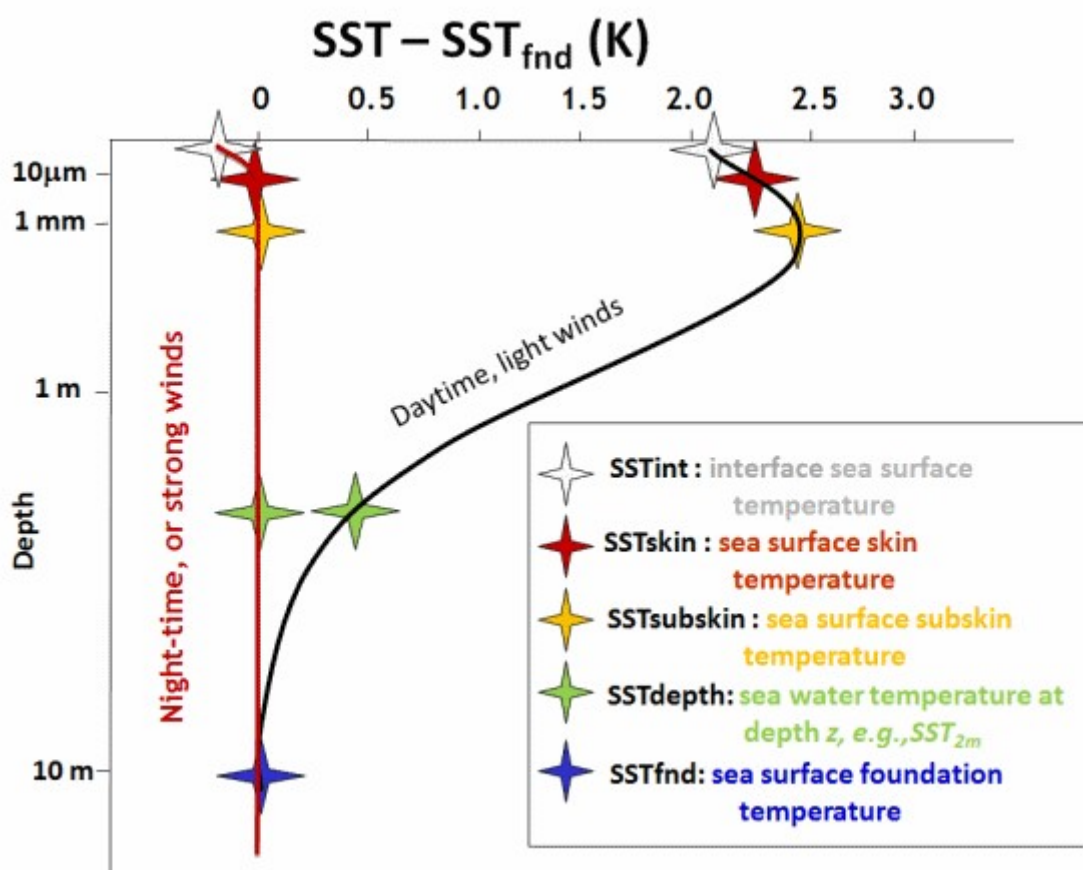 SST – SSTfnd (K)
0 0.5 1.0 1.5 2.0 2.5 3.0
10μm
1 mm
1 m
10 m
Depth
Night-time, or strong winds
Daytime, light winds
SSTint : interface sea surface
temperature
SSTskin : sea surface skin
temperature
SSTsubskin : sea surface subskin
temperature
SSTdepth: sea water temperature at
depth z, e.g.,SST2m
SSTfnd: sea surface foundation
temperature